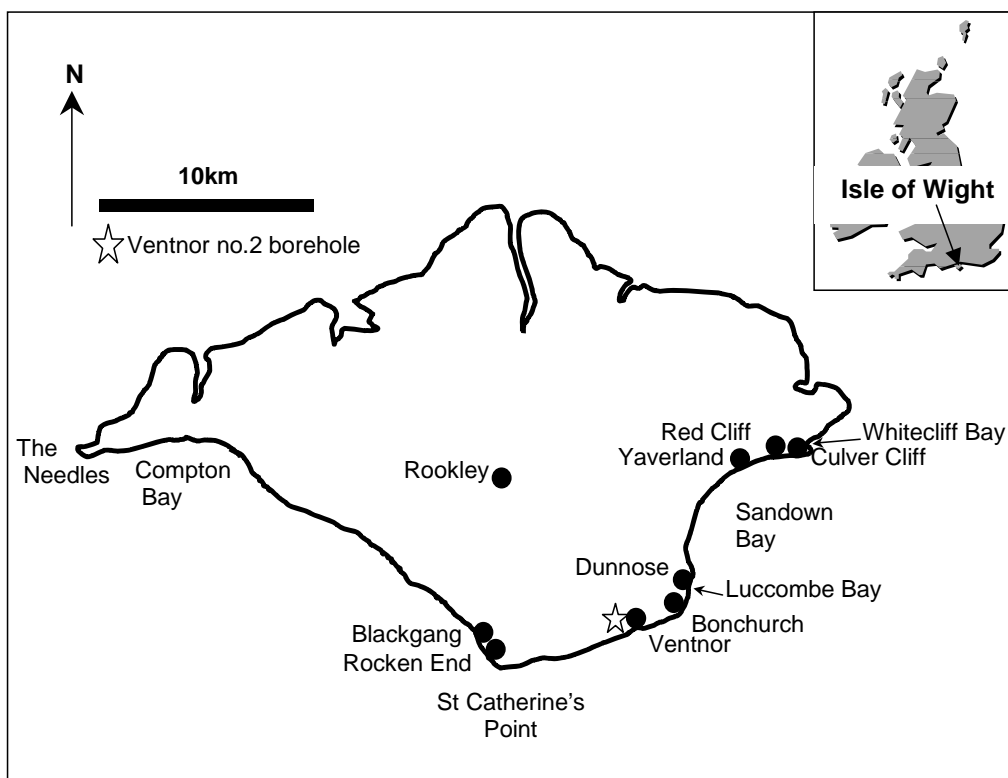 N
10km
Ventnor no.2 borehole
Isle of Wight
The
Needles
Compton
Bay
Rookley
Red Cliff
Yaverland
Whitecliff Bay
Culver Cliff
Sandown
Bay
Dunnose
Luccombe Bay
Bonchurch
Ventnor
Blackgang
Rocken End
St Catherine's
Point